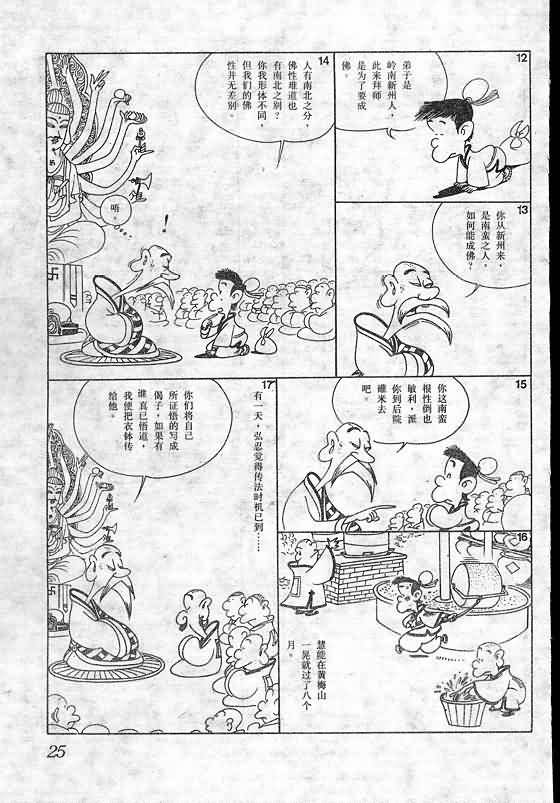 12
弟子是
岭南新州人，
此来拜师
是为了要成
佛。
13
你从新州来，
是南蛮之人，
如何能成佛？
14
人有南北之分，
佛性难道也
有南北之别？
你我形体不同，
但我们的佛
性并无差别。
唔。
！
15
你这南蛮
根性倒也
敏利，派
你到后院
碓米去
吧。
16
慧能在黄梅山
一晃就过了八个
月。
17
有一天，弘忍觉得传法时机已到……
你们将自己
所证悟的写成
偈子，如果有
谁真已悟道，
我便把衣钵传
给他。
25